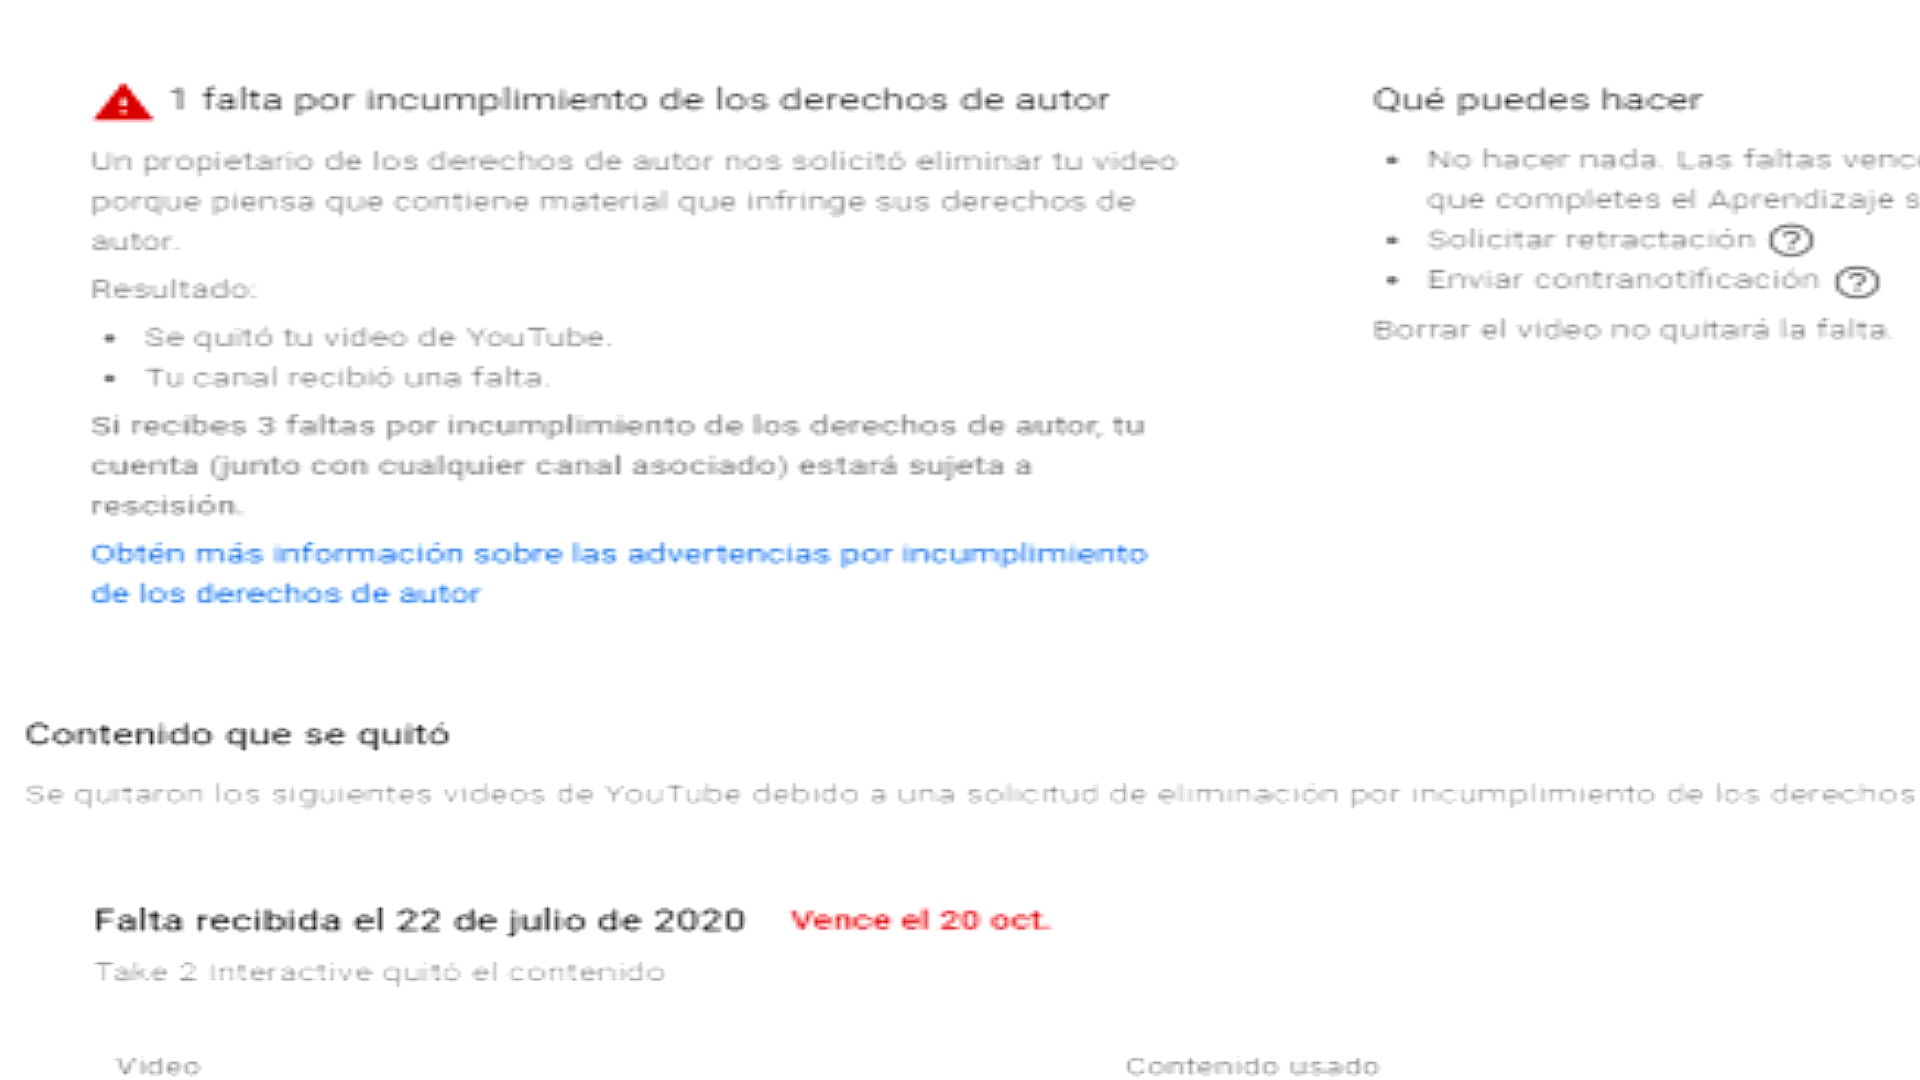 1 falta por incumplimiento de los derechos de autor
Un propietario de los derechos de autor nos solicitó eliminar tu video
porque piensa que contiene material que infringe sus derechos de
autor.
Resultado:
• Se quitó tu video de YouTube.
• Tu canal recibió una falta.
Si recibes 3 faltas por incumplimiento de los derechos de autor, tu
cuenta (junto con cualquier canal asociado) estará sujeta a
rescisión.
Obtén más información sobre las advertencias por incumplimiento
de los derechos de autor
Qué puedes hacer
• No hacer nada. Las faltas vence
que completes el Aprendizaje s
• Solicitar retractación ?
• Enviar contranotificación ?
Borrar el video no quitará la falta.
Contenido que se quitó
Se quitaron los siguientes videos de YouTube debido a una solicitud de eliminación por incumplimiento de los derechos
Falta recibida el 22 de julio de 2020 Vence el 20 oct.
Take 2 Interactive quitó el contenido
Video Contenido usado